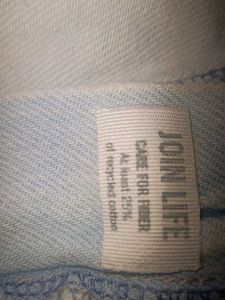 JOIN LIFE
CARE FOR FIBER
At least 25%
of recycled cotton